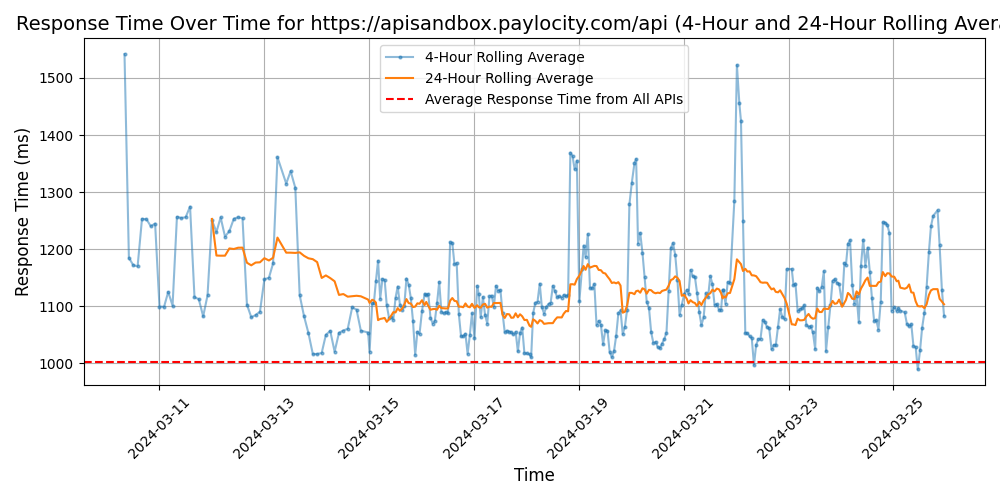 Response Time Over Time for https://apisandbox.paylocity.com/api (4-Hour and 24-Hour Rolling Avera
4-Hour Rolling Average
24-Hour Rolling Average
Average Response Time from All APIs
Response Time (ms)
1500
1400
1300
1200
1100
1000
2024-03-11
2024-03-13
2024-03-15
2024-03-17
2024-03-19
2024-03-21
2024-03-23
2024-03-25
Time